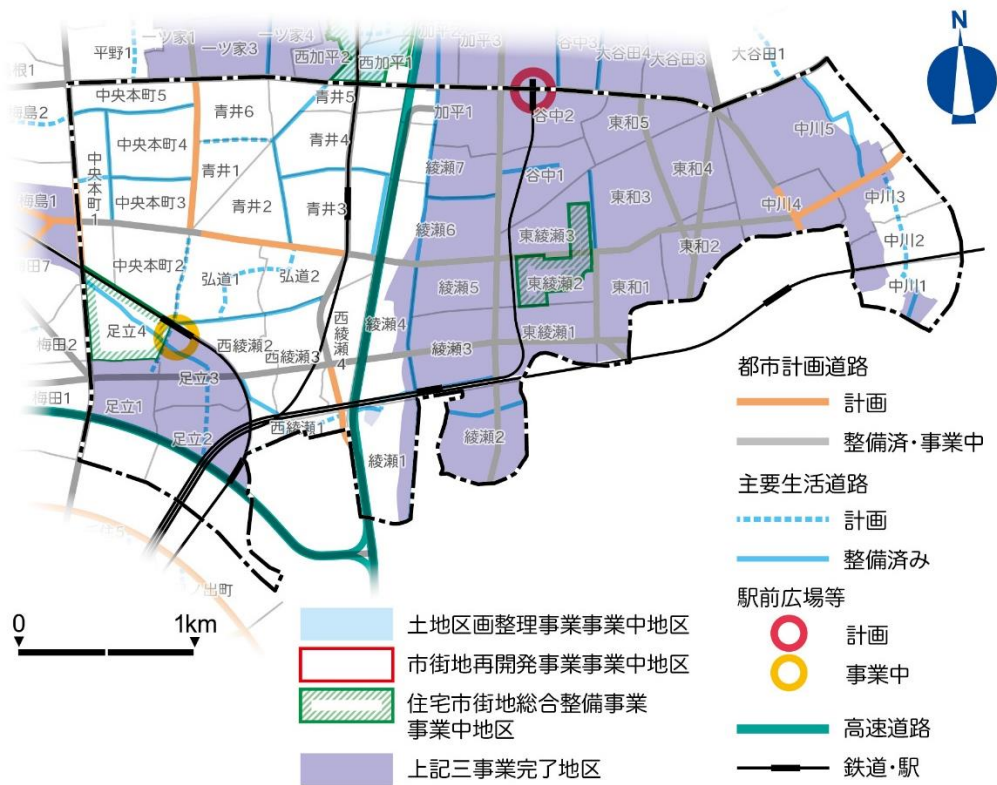 N
一ツ家1
一ツ家3
一ツ家4
平野1
西加平2
西加平1
加平3
谷中3
大谷田4
大谷田3
大谷田1
梅島2
中央本町5
青井6
青井5
加平1
谷中2
東和5
中川5
中央本町4
青井4
綾瀬7
谷中1
東和4
中央本町1
青井1
中央本町3
青井2
青井3
東和3
中川4
中川3
梅島1
綾瀬6
東綾瀬3
東和2
中川2
中央本町2
弘道1
弘道2
梅田7
綾瀬5
東綾瀬2
東和1
中川1
足立4
西綾瀬2
西綾瀬3
西綾瀬4
綾瀬4
綾瀬3
東綾瀬1
梅田2
足立3
梅田1
足立1
足立2
西綾瀬1
綾瀬1
綾瀬2
出町
都市計画道路
計画
整備済・事業中
主要生活道路
計画
整備済み
駅前広場等
計画
事業中
高速道路
鉄道・駅
0 1km
土地区画整理事業事業中地区
市街地再開発事業事業中地区
住宅市街地総合整備事業
事業中地区
上記三事業完了地区